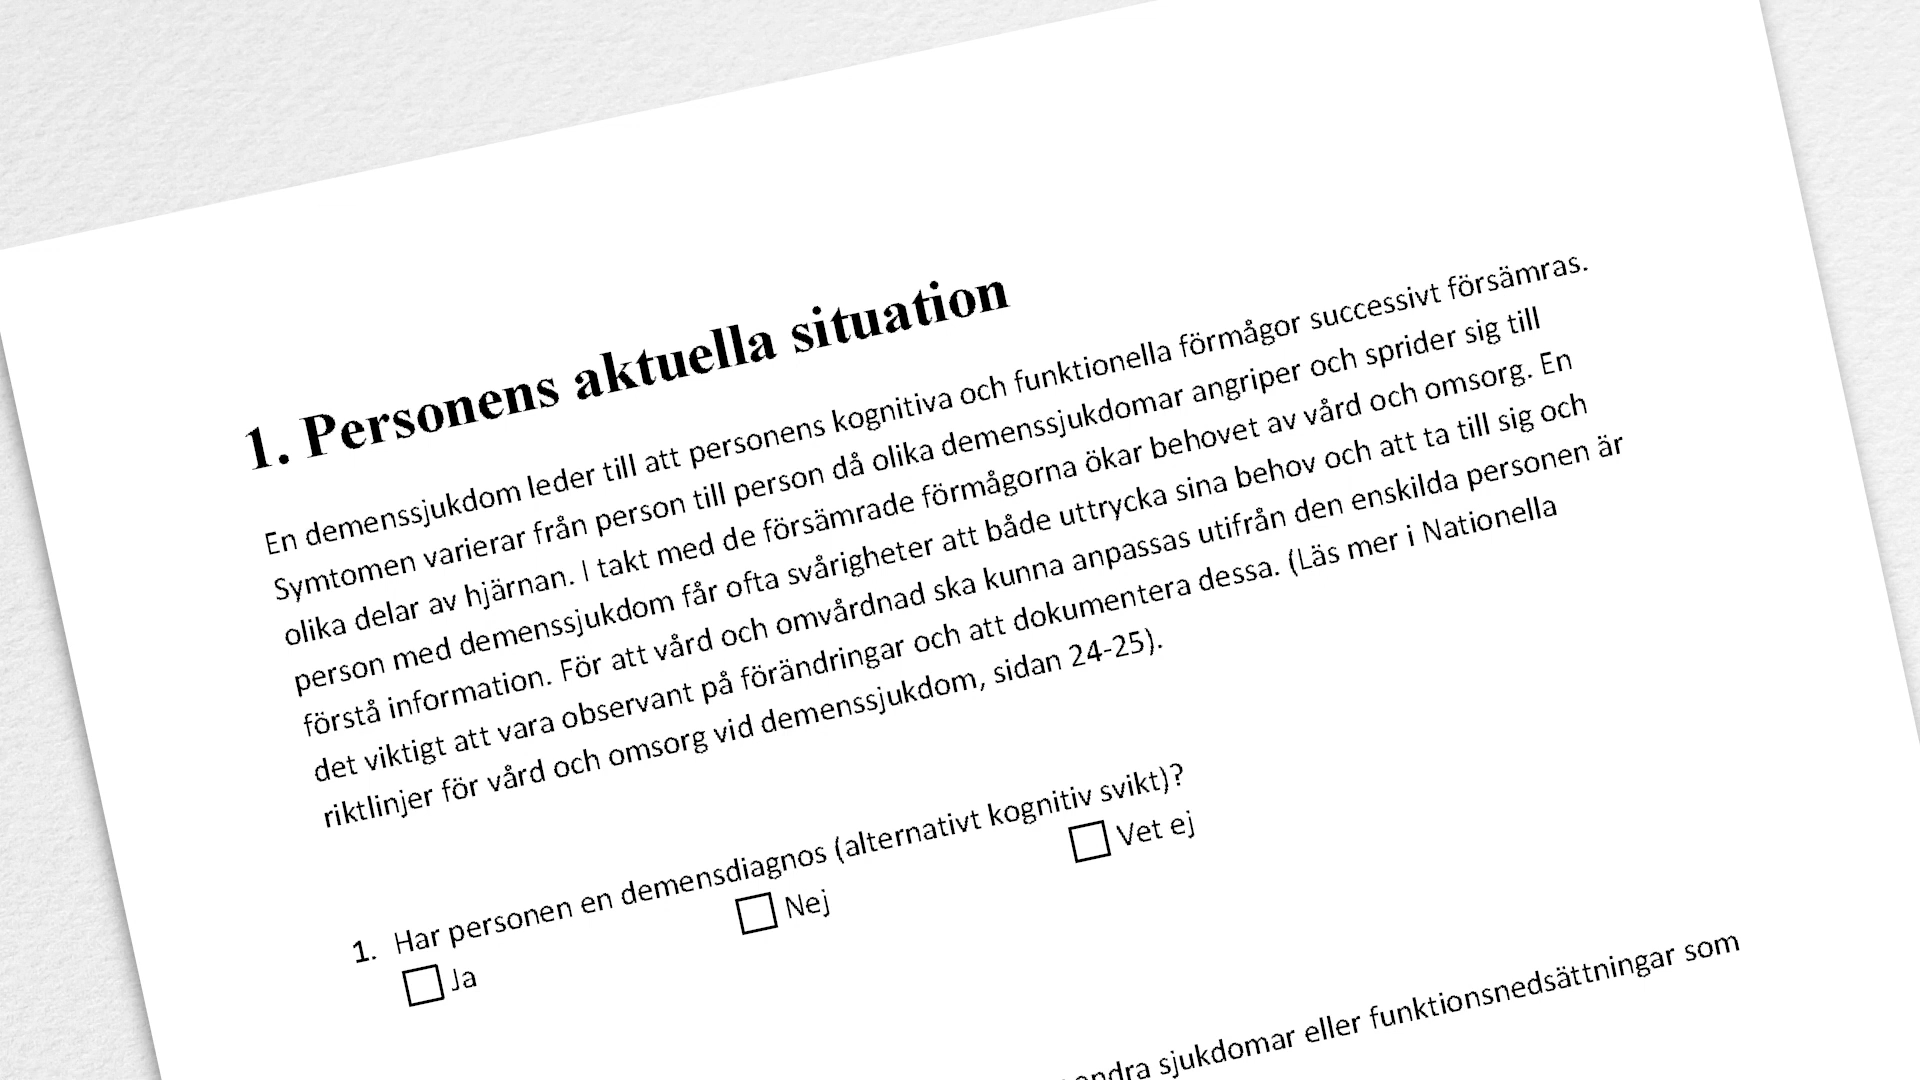 1. Personens aktuella situation
En demenssjukdom leder till att personens kognitiva och funktionella förmågor successivt försämras.
Symtomen varierar från person till person då olika demenssjukdomar angriper och sprider sig till
olika delar av hjärnan. I takt med de försämrade förmågorna ökar behovet av vård och omsorg. En
person med demenssjukdom får ofta svårigheter att både uttrycka sina behov och att ta till sig och
förstå information. För att vård och omvårdnad ska kunna anpassas utifrån den enskilda personen är
det viktigt att vara observant på förändringar och att dokumentera dessa. (Läs mer i Nationella
riktlinjer för vård och omsorg vid demenssjukdom, sidan 24-25).
1. Har personen en demensdiagnos (alternativt kognitiv svikt)?
Ja Nej Vet ej
sjukdomar eller funktionsnedsättningar som